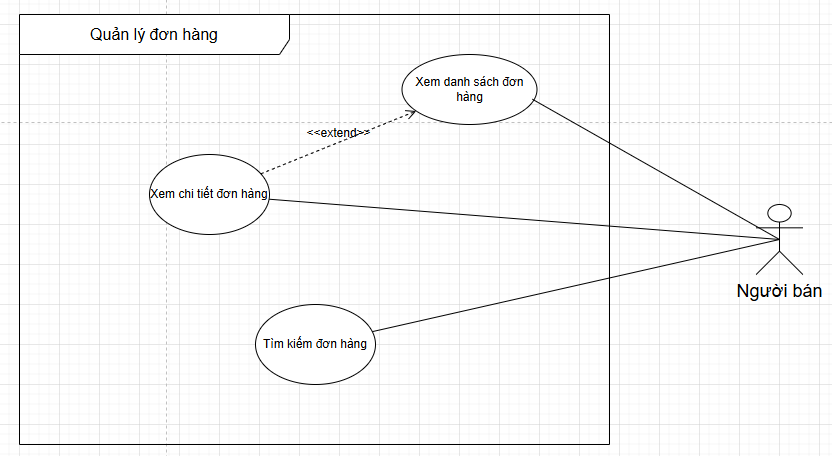 Quản lý đơn hàng
Xem danh sách đơn
hàng
<<extend>>
Xem chi tiết đơn hàng
Người bán
Tìm kiếm đơn hàng